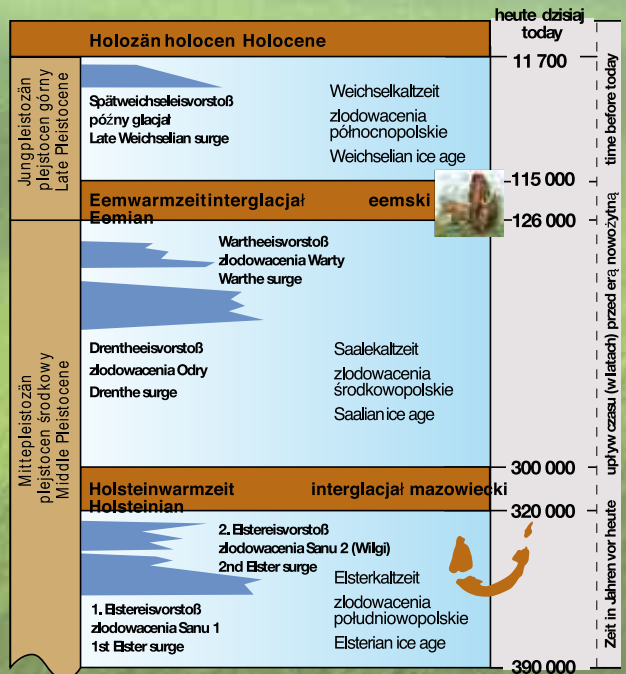 heute dzisiaj
today
Holozän holocen Holocene
11 700
Jungpleistozän
plejstocen górny
Late Pleistocene
Spätweichseleisvorstoß
późny glacjał
Late Weichselian surge
Weichselkaltzeit
zlodowacenia
północnopolskie
Weichselian ice age
time before today
115 000
Eemwarmzeitinterglacjał eemski
Eemian
126 000
Mittepleistozän
plejstocen środkowy
Middle Pleistocene
Wartheeisvorstoß
zlodowacenia Warty
Warthe surge
Drentheeisvorstoß
zlodowacenia Odry
Drenthe surge
Saalekaltzeit
zlodowacenia
środkowopolskie
Saalian ice age
upływ czasu (w latach) przed erą nowożytną
300 000
Holsteinwarmzeit interglacjał mazowiecki
Holsteinian
320 000
2. Elstereisvorstoß
zlodowacenia Sanu 2 (Wilgi)
2nd Elster surge
1. Elstereisvorstoß
zlodowacenia Sanu 1
1st Elster surge
Elsterkaltzeit
zlodowacenia
południowopolskie
Elsterian ice age
Zeit in Jahren vor heute
390 000